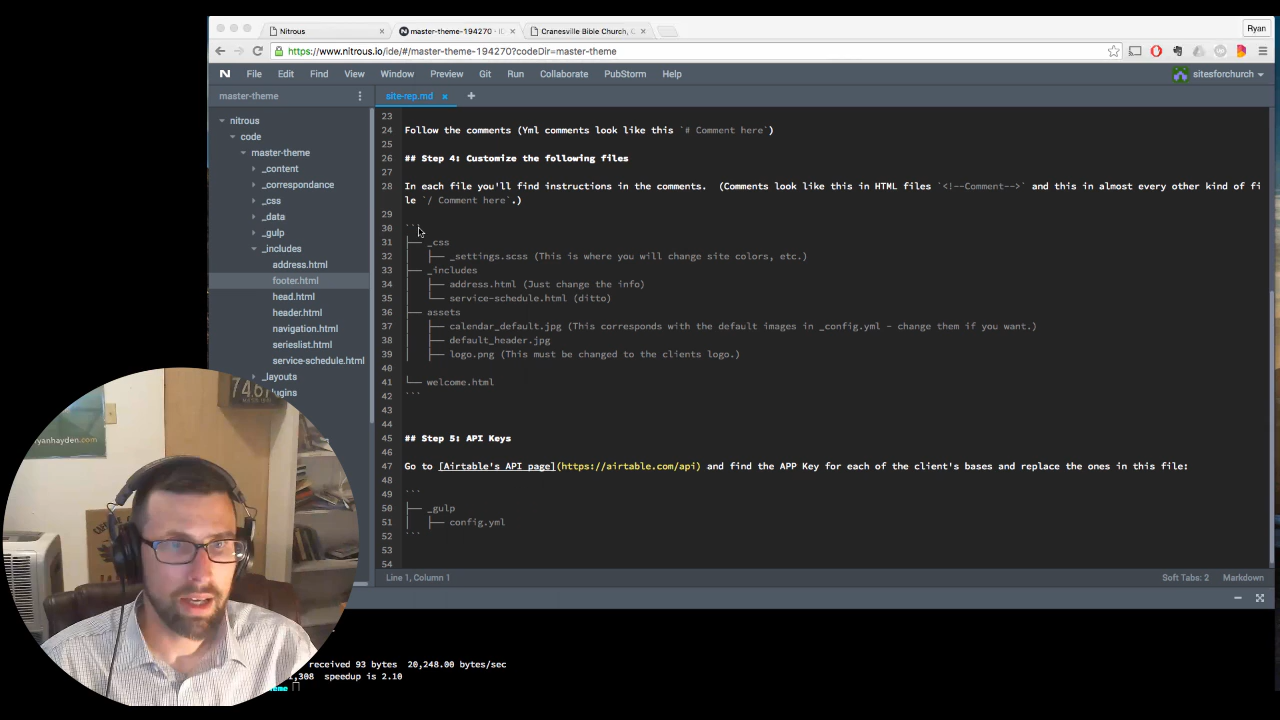 Nitrous
master-theme-194270 · I
Cranesville Bible Church, C
Ryan
https://www.nitrous.io/ide/#/master-theme-194270?codeDir=master-theme
N File Edit Find View Window Preview Git Run Collaborate PubStorm Help sitesforchurch
master-theme
site-rep.md
nitrous
code
master-theme
_content
_correspondance
_css
_data
_gulp
_includes
address.html
footer.html
head.html
header.html
navigation.html
serieslist.html
service-schedule.html
_layouts
lugins
23
24 Follow the comments (Yml comments look like this `# Comment here`)
25
26 ## Step 4: Customize the following files
27
28 In each file you'll find instructions in the comments.  (Comments look like this in HTML files `<!--Comment-->` and this in almost every other kind of fi
le `/ Comment here`.)
29
30 ```
31 ├── _css
32 │   ├── _settings.scss (This is where you will change site colors, etc.)
33 ├── _includes
34 │   ├── address.html (Just change the info)
35 │   └── service-schedule.html (ditto)
36 ├── assets
37 │   ├── calendar_default.jpg (This corresponds with the default images in _config.yml - change them if you want.)
38 │   ├── default_header.jpg
39 │   ├── logo.png (This must be changed to the clients logo.)
40
41 └── welcome.html
42 ```
43
44
45 ## Step 5: API Keys
46
47 Go to [Airtable's API page](https://airtable.com/api) and find the APP Key for each of the client's bases and replace the ones in this file:
48
49 ```
50 ├── _gulp
51 │   ├── config.yml
52 ```
53
54
Line 1, Column 1
Soft Tabs: 2 Markdown
received 93 bytes  20,248.00 bytes/sec
,308  speedup is 2.10
eme
ryanhayden.com